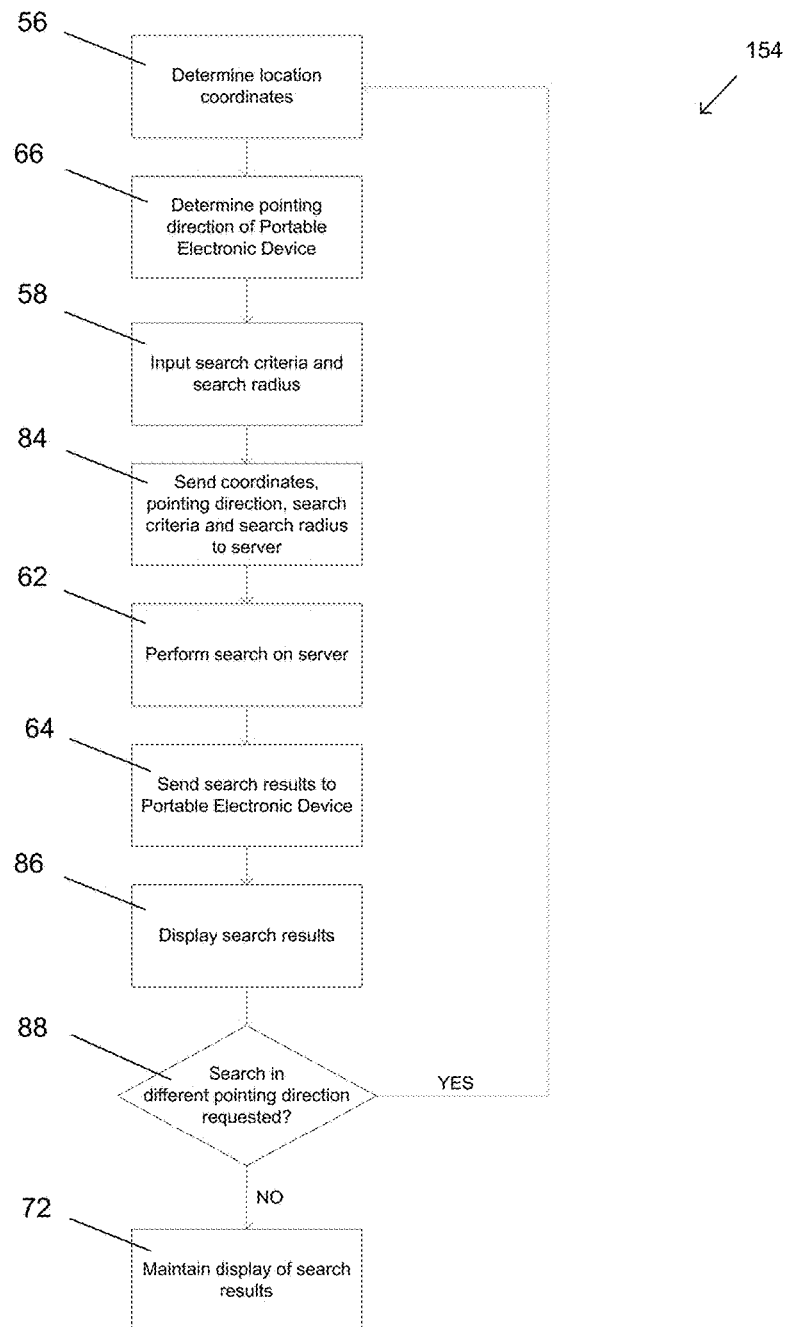 56
Determine location
coordinates
154
66
Determine pointing
direction of Portable
Electronic Device
58
Input search criteria and
search radius
84
Send coordinates,
pointing direction, search
criteria and search radius
to server
62
Perform search on server
64
Send search results to
Portable Electronic Device
86
Display search results
88
Search in
different pointing direction
requested?
YES
NO
72
Maintain display of search
results